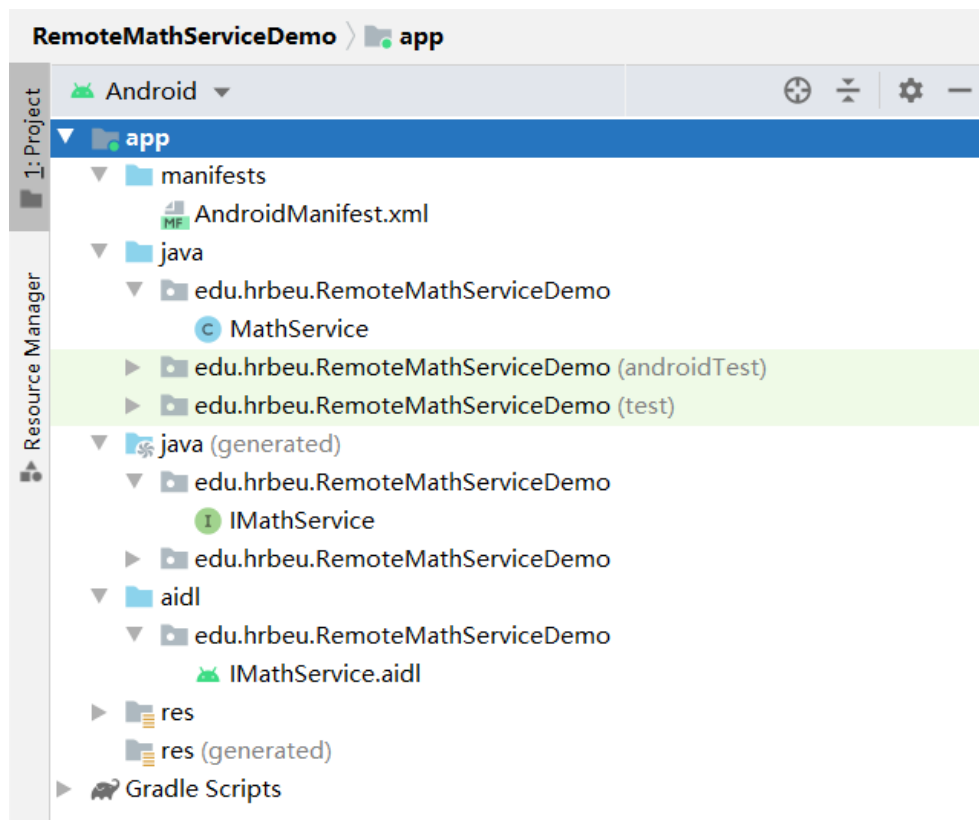 RemoteMathServiceDemo app
1: Project
Resource Manager
Android
app
manifests
MF AndroidManifest.xml
java
edu.hrbeu.RemoteMathServiceDemo
C MathService
edu.hrbeu.RemoteMathServiceDemo (androidTest)
edu.hrbeu.RemoteMathServiceDemo (test)
java (generated)
edu.hrbeu.RemoteMathServiceDemo
I IMathService
edu.hrbeu.RemoteMathServiceDemo
aidl
edu.hrbeu.RemoteMathServiceDemo
IMathService.aidl
res
res (generated)
Gradle Scripts